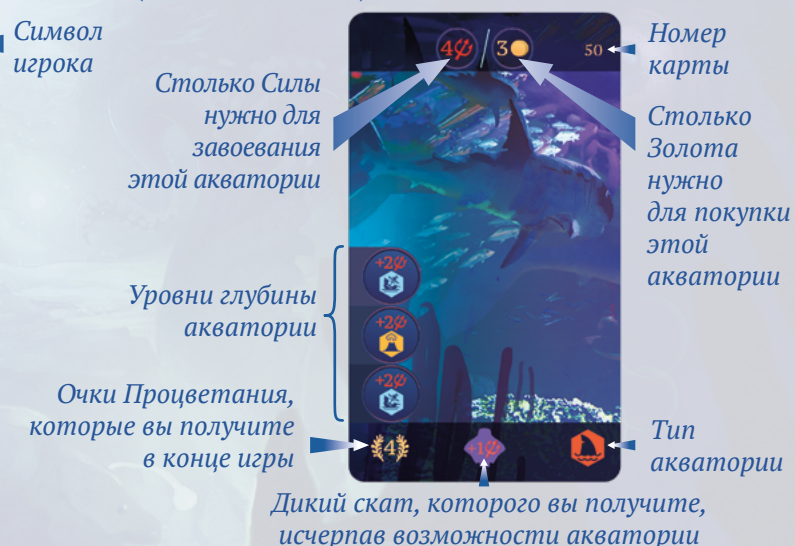 Символ
игрока
4 / 3
50
Номер
карты
Столько Силы
нужно для
завоевания
этой акватории
Столько
Золота
нужно
для покупки
этой
акватории
Уровни глубины
акватории
+2
+2
+2
Очки Процветания,
которые вы получите
в конце игры
4
+1
Тип
акватории
Дикий скат, которого вы получите,
исчерпав возможности акватории